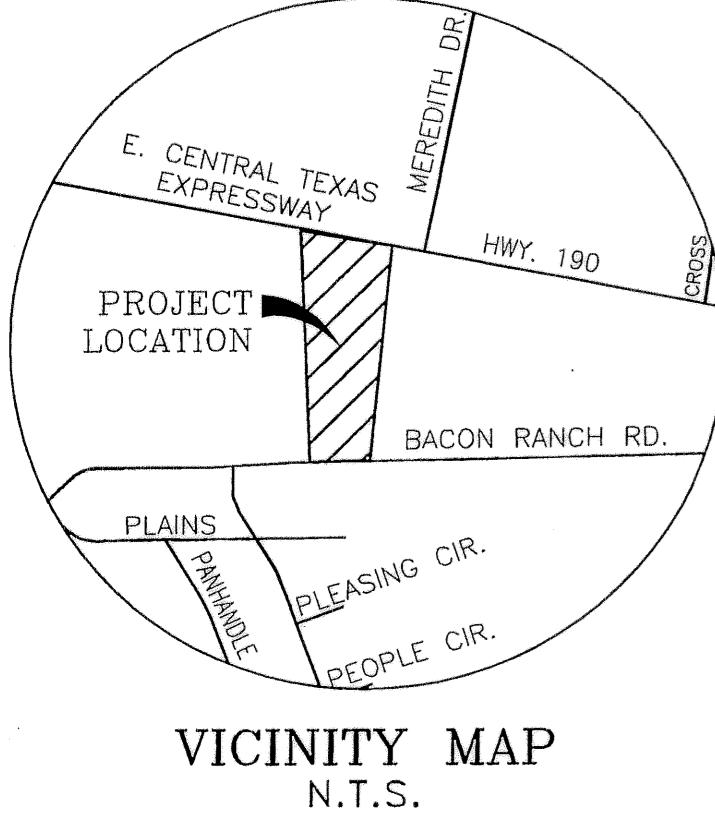 MEREDITH DR.
E. CENTRAL TEXAS
EXPRESSWAY
HWY. 190
CROSS
PROJECT
LOCATION
BACON RANCH RD.
PLAINS
PANHANDLE
PLEASING CIR.
PEOPLE CIR.
VICINITY MAP
N.T.S.